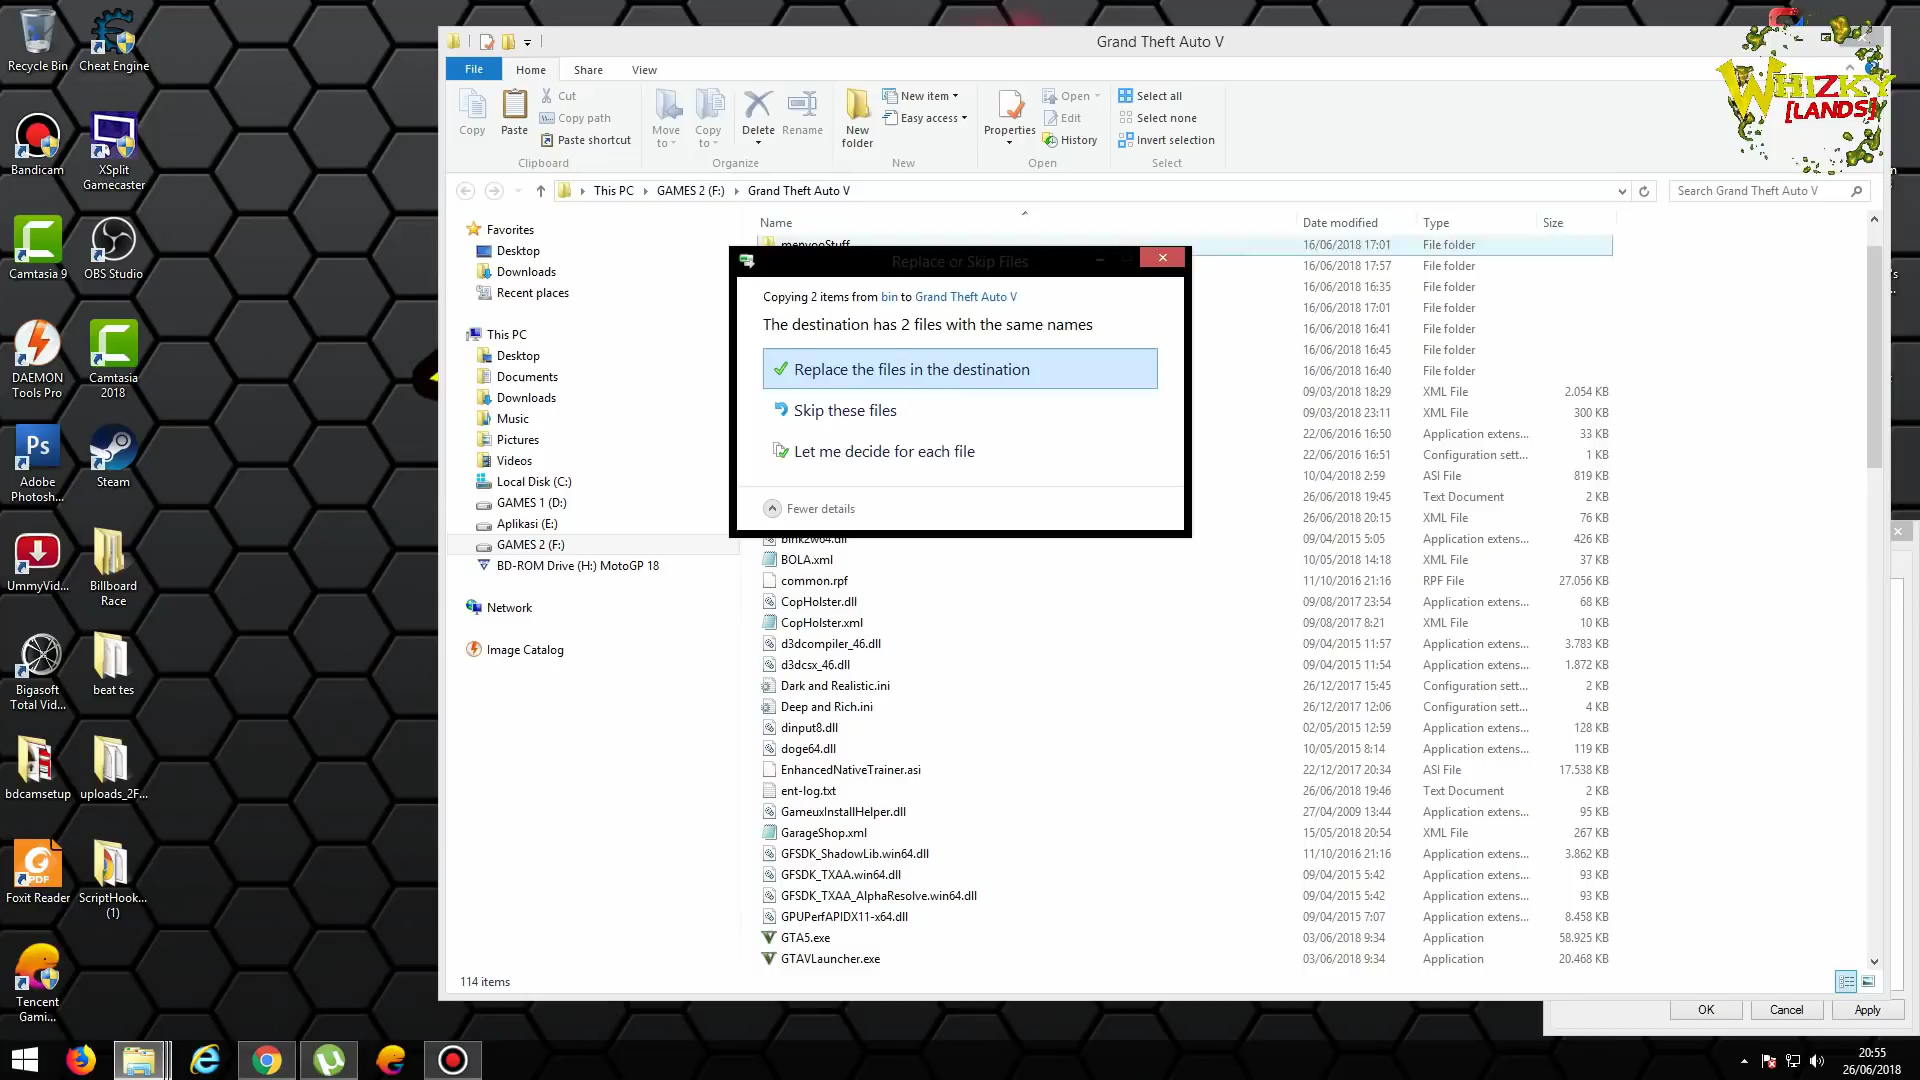 Recycle Bin
Cheat Engine
Bandicam
XSplit
Gamecaster
Camtasia 9
OBS Studio
DAEMON
Tools Pro
Camtasia
2018
Ps
Adobe
Photosh...
Steam
UmmyVid...
Billboard
Race
Bigasoft
Total Vid...
beat tes
bdcamsetup
uploads_2F...
PDF
Foxit Reader
ScriptHook...
(1)
Tencent
Gami...
Grand Theft Auto V
WHIZKY
[LANDS]
File
Home
Share
View
Copy
Paste
Cut
Copy path
Paste shortcut
Clipboard
Move
to
Copy
to
Delete
Rename
Organize
New
folder
New item
Easy access
New
Properties
Open
Edit
History
Open
Select all
Select none
Invert selection
Select
This PC
GAMES 2 (F:)
Grand Theft Auto V
Search Grand Theft Auto V
Favorites
Desktop
Downloads
Recent places
This PC
Desktop
Documents
Downloads
Music
Pictures
Videos
Local Disk (C:)
GAMES 1 (D:)
Aplikasi (E:)
GAMES 2 (F:)
BD-ROM Drive (H:) MotoGP 18
Network
Image Catalog
Name Date modified Type Size
menyooStuff 16/06/2018 17:01 File folder
16/06/2018 17:57 File folder
16/06/2018 16:35 File folder
16/06/2018 17:01 File folder
16/06/2018 16:41 File folder
16/06/2018 16:45 File folder
16/06/2018 16:40 File folder
09/03/2018 18:29 XML File 2.054 KB
09/03/2018 23:11 XML File 300 KB
22/06/2016 16:50 Application extens... 33 KB
22/06/2016 16:51 Configuration sett... 1 KB
10/04/2018 2:59 ASI File 819 KB
26/06/2018 19:45 Text Document 2 KB
26/06/2018 20:15 XML File 76 KB
bink2w64.dll 09/04/2015 5:05 Application extens... 426 KB
BOLA.xml 10/05/2018 14:18 XML File 37 KB
common.rpf 11/10/2016 21:16 RPF File 27.056 KB
CopHolster.dll 09/08/2017 23:54 Application extens... 68 KB
CopHolster.xml 09/08/2017 8:21 XML File 10 KB
d3dcompiler_46.dll 09/04/2015 11:57 Application extens... 3.783 KB
d3dcsx_46.dll 09/04/2015 11:54 Application extens... 1.872 KB
Dark and Realistic.ini 26/12/2017 15:45 Configuration sett... 2 KB
Deep and Rich.ini 26/12/2017 12:06 Configuration sett... 4 KB
dinput8.dll 02/05/2015 12:59 Application extens... 128 KB
doge64.dll 10/05/2015 8:14 Application extens... 119 KB
EnhancedNativeTrainer.asi 22/12/2017 20:34 ASI File 17.538 KB
ent-log.txt 26/06/2018 19:46 Text Document 2 KB
GameuxInstallHelper.dll 27/04/2009 13:44 Application extens... 95 KB
GarageShop.xml 15/05/2018 20:54 XML File 267 KB
GFSDK_ShadowLib.win64.dll 11/10/2016 21:16 Application extens... 3.862 KB
GFSDK_TXAA.win64.dll 09/04/2015 5:42 Application extens... 93 KB
GFSDK_TXAA_AlphaResolve.win64.dll 09/04/2015 5:42 Application extens... 93 KB
GPUPerfAPIDX11-x64.dll 09/04/2015 7:07 Application extens... 8.458 KB
GTA5.exe 03/06/2018 9:34 Application 58.925 KB
GTAVLauncher.exe 03/06/2018 9:34 Application 20.468 KB
Replace or Skip Files
Copying 2 items from bin to Grand Theft Auto V
The destination has 2 files with the same names
Replace the files in the destination
Skip these files
Let me decide for each file
Fewer details
114 items
OK
Cancel
Apply
20:55
26/06/2018